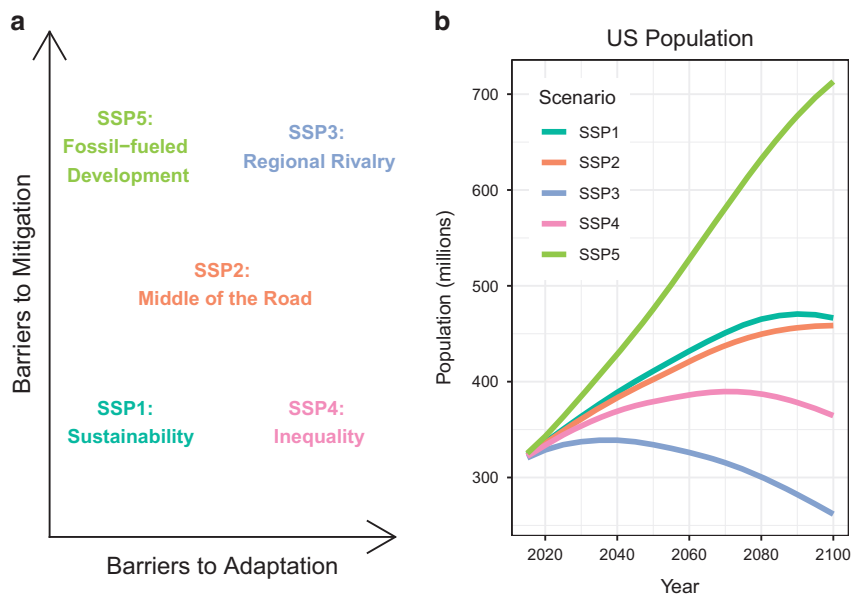 a
SSP5:
Fossil−fueled
Development
SSP3:
Regional Rivalry
SSP2:
Middle of the Road
SSP1:
Sustainability
SSP4:
Inequality
Barriers to Mitigation
Barriers to Adaptation
b
US Population
Scenario
SSP1
SSP2
SSP3
SSP4
SSP5
Population (millions)
700
600
500
400
300
2020 2040 2060 2080 2100
Year